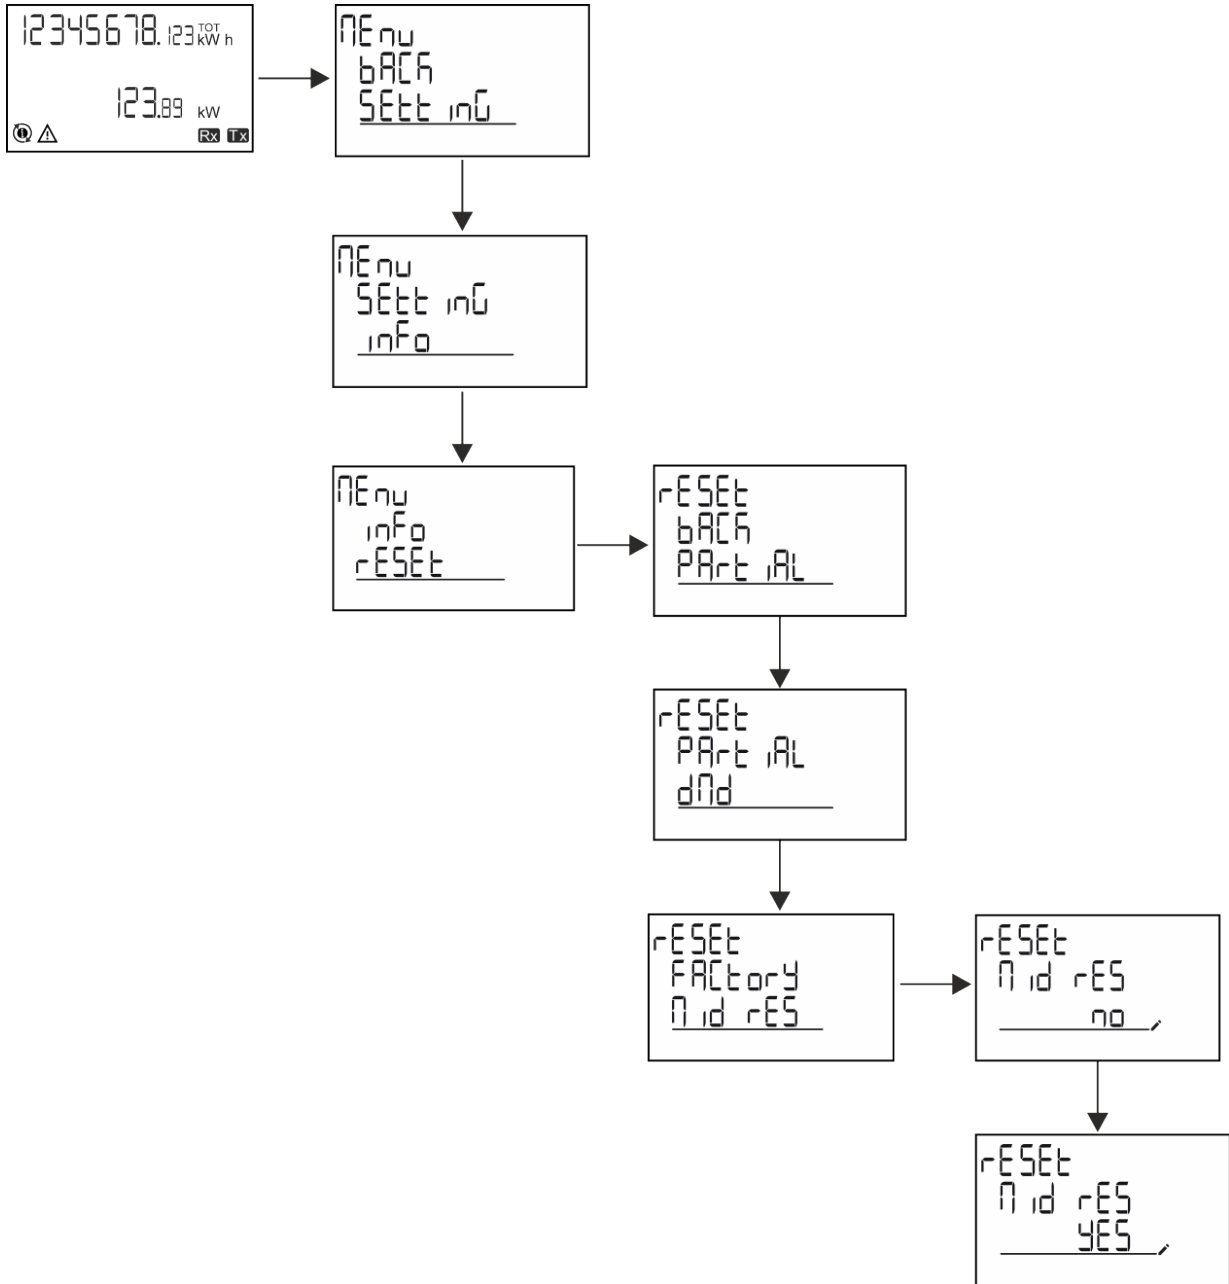 12345678.123 TOT kWh
123.89 kW
Rx Tx
MEnu
bACk
SEttinG
MEnu
SEttinG
inFo
MEnu
inFo
rESEt
rESEt
bACk
PArtiAL
rESEt
PArtiAL
dMd
rESEt
FACtorY
Mid rES
rESEt
Mid rES
no
rESEt
Mid rES
YES